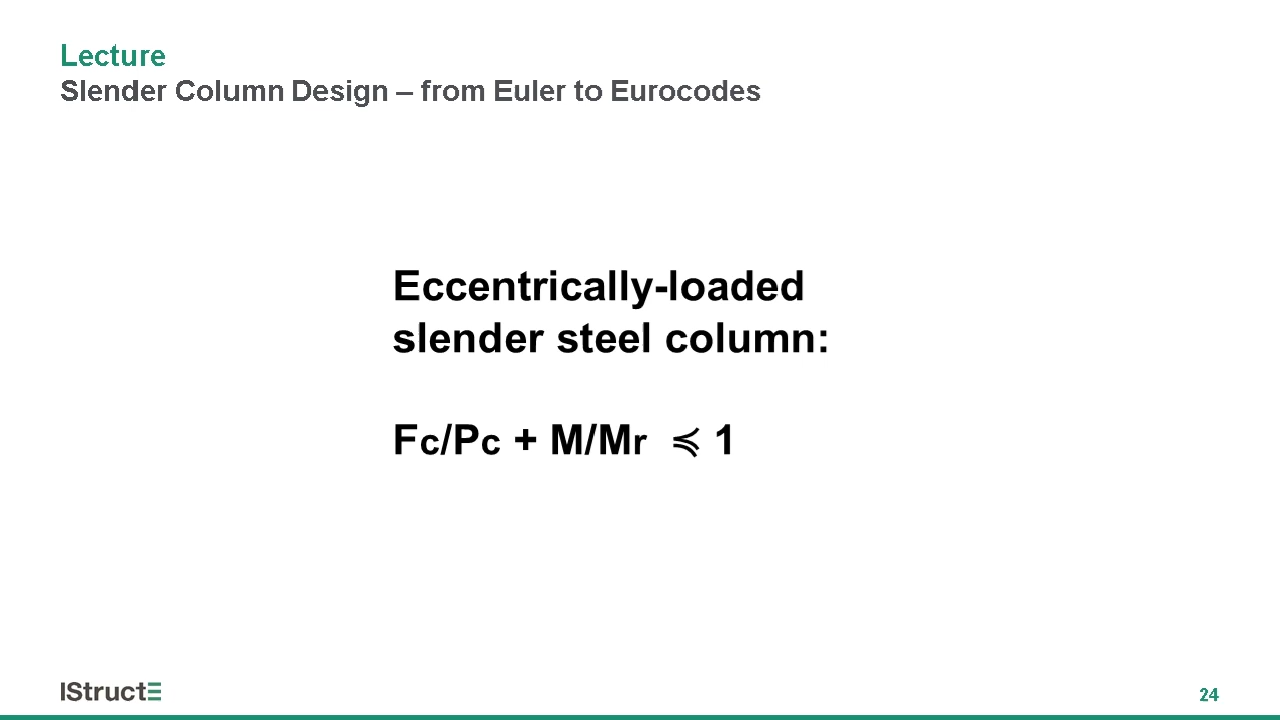 Lecture
Slender Column Design – from Euler to Eurocodes
Eccentrically-loaded
slender steel column:
Fc/Pc + M/Mr ≼ 1
IStructE
24